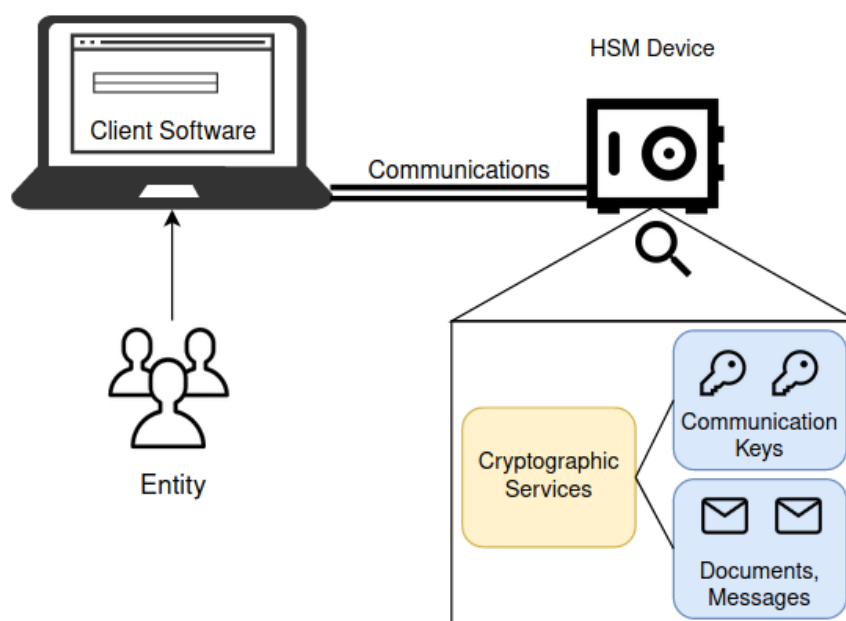 HSM Device
Client Software
Communications
Entity
Cryptographic
Services
Communication
Keys
Documents,
Messages